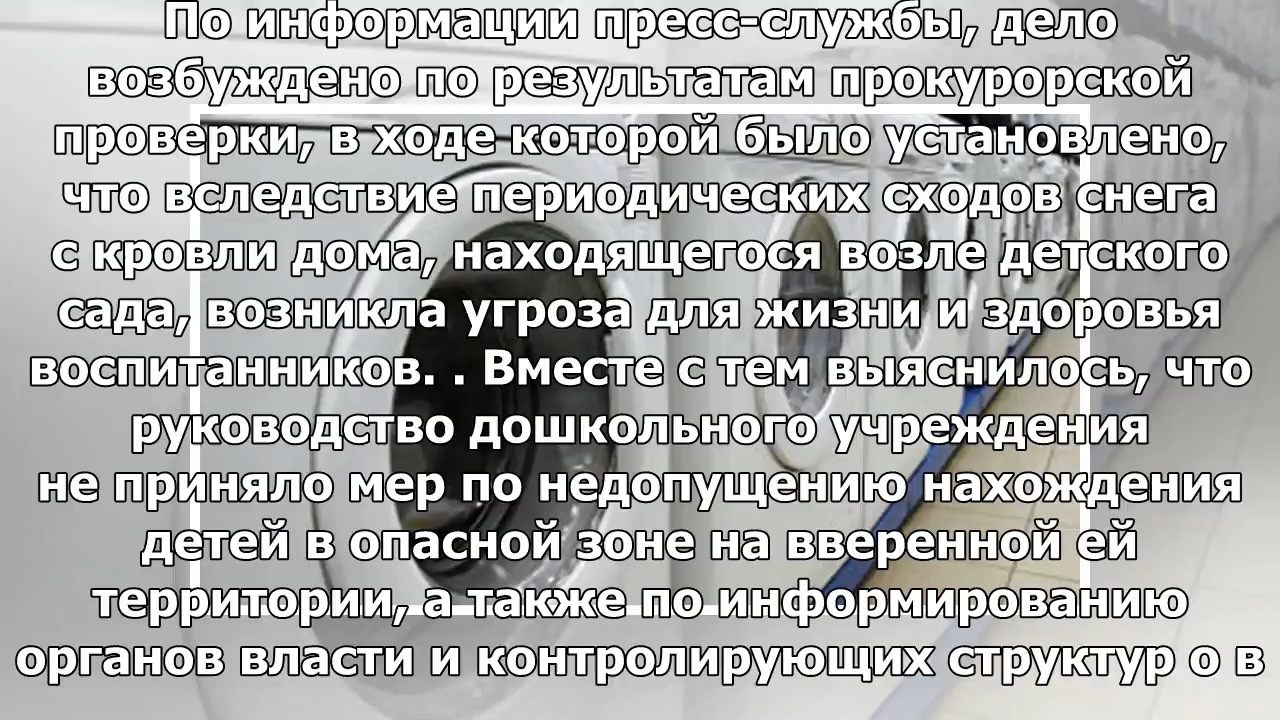 По информации пресс-службы, дело
возбуждено по результатам прокурорской
проверки, в ходе которой было установлено,
что вследствие периодических сходов снега
с кровли дома, находящегося возле детского
сада, возникла угроза для жизни и здоровья
воспитанников. . Вместе с тем выяснилось, что
руководство дошкольного учреждения
не приняло мер по недопущению нахождения
детей в опасной зоне на вверенной ей
территории, а также по информированию
органов власти и контролирующих структур о в